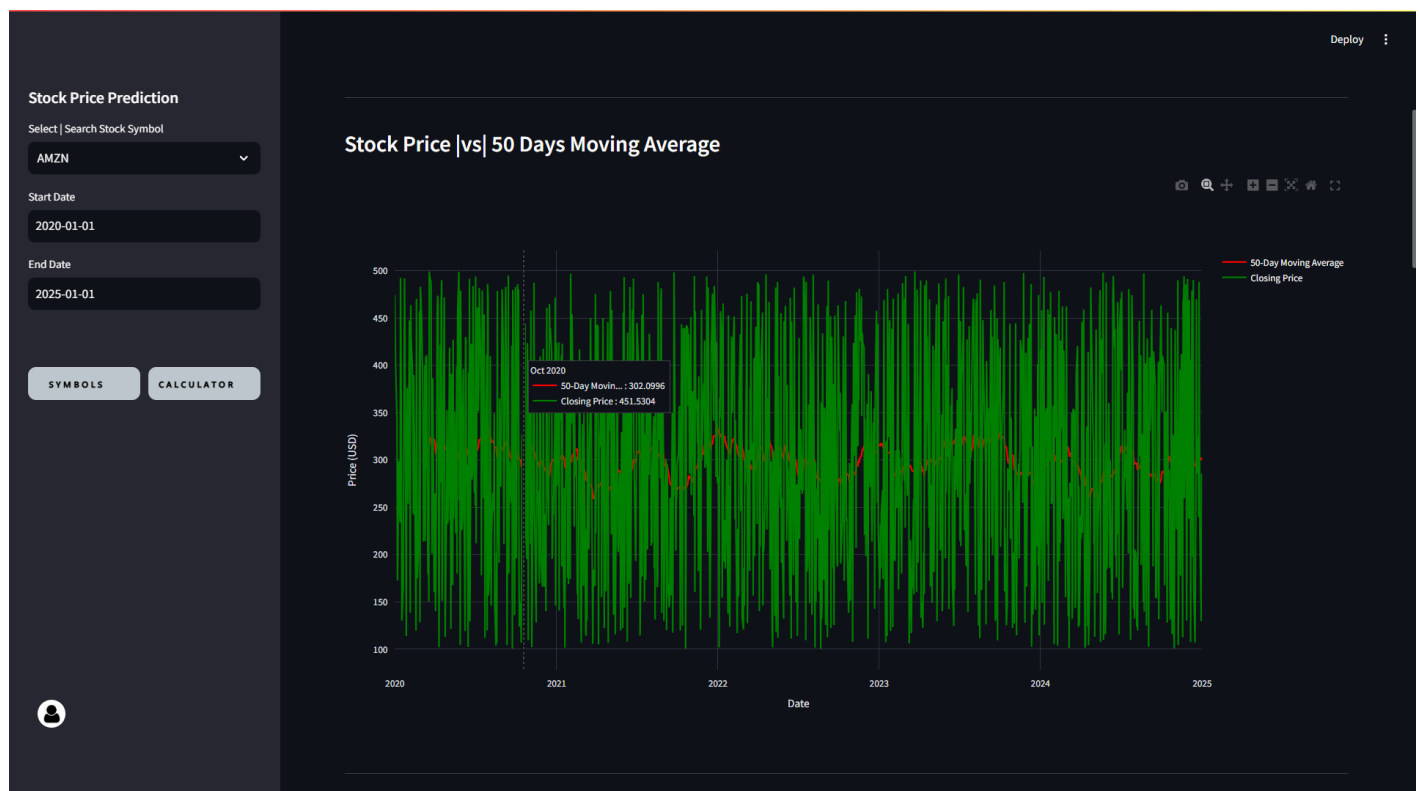 Deploy
Stock Price Prediction
Select | Search Stock Symbol
AMZN
Start Date
2020-01-01
End Date
2025-01-01
SYMBOLS
CALCULATOR
Stock Price |vs| 50 Days Moving Average
50-Day Moving Average
Closing Price
500
450
400
350
300
250
200
150
100
Price (USD)
Oct 2020
50-Day Movin... : 302.0996
Closing Price : 451.5304
2020 2021 2022 2023 2024 2025
Date